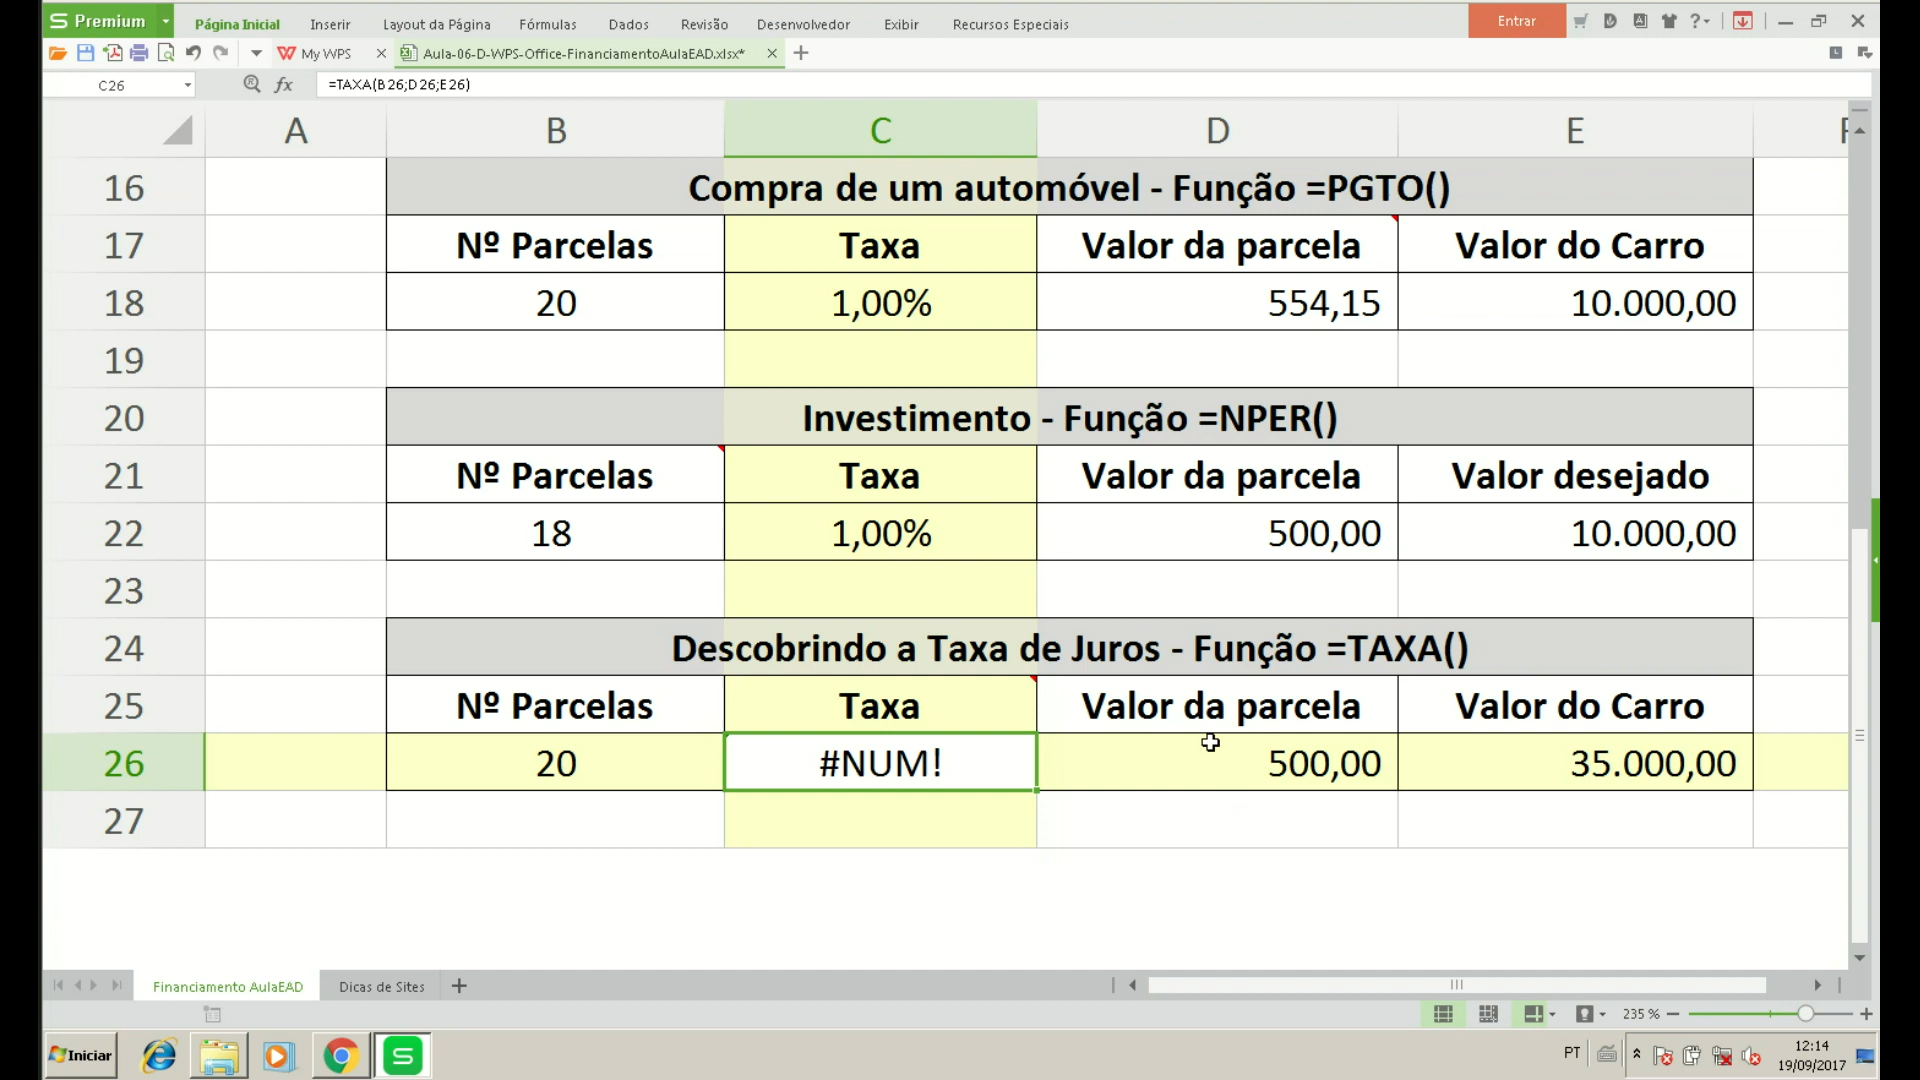 Premium Página Inicial Inserir Layout da Página Fórmulas Dados Revisão Desenvolvedor Exibir Recursos Especiais Entrar ?
My WPS Aula-06-D-WPS-Office-FinanciamentoAulaEAD.xlsx*
C26 fx =TAXA(B26;D26;E26)
A B C D E F
16 Compra de um automóvel - Função =PGTO()
17 Nº Parcelas Taxa Valor da parcela Valor do Carro
18 20 1,00% 554,15 10.000,00
19
20 Investimento - Função =NPER()
21 Nº Parcelas Taxa Valor da parcela Valor desejado
22 18 1,00% 500,00 10.000,00
23
24 Descobrindo a Taxa de Juros - Função =TAXA()
25 Nº Parcelas Taxa Valor da parcela Valor do Carro
26 20 #NUM! 500,00 35.000,00
27
Financiamento AulaEAD Dicas de Sites
235 %
Iniciar PT 12:14
19/09/2017